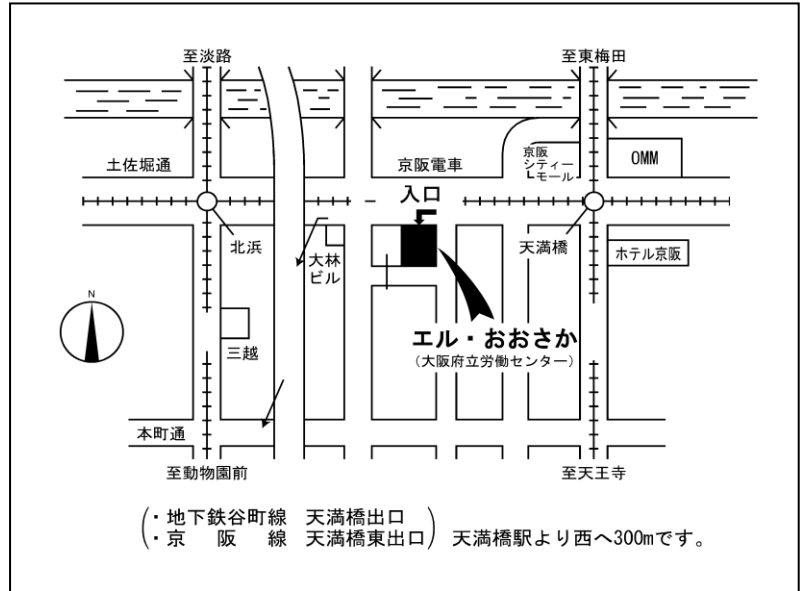 至淡路
至東梅田
土佐堀通
京阪電車
京阪
シティー
モール
OMM
入口
北浜
大林
ビル
天満橋
ホテル京阪
N
三越
エル・おおさか
（大阪府立労働センター）
本町通
至動物園前
至天王寺
・地下鉄谷町線 天満橋出口
・京阪線 天満橋東出口
天満橋駅より西へ300mです。